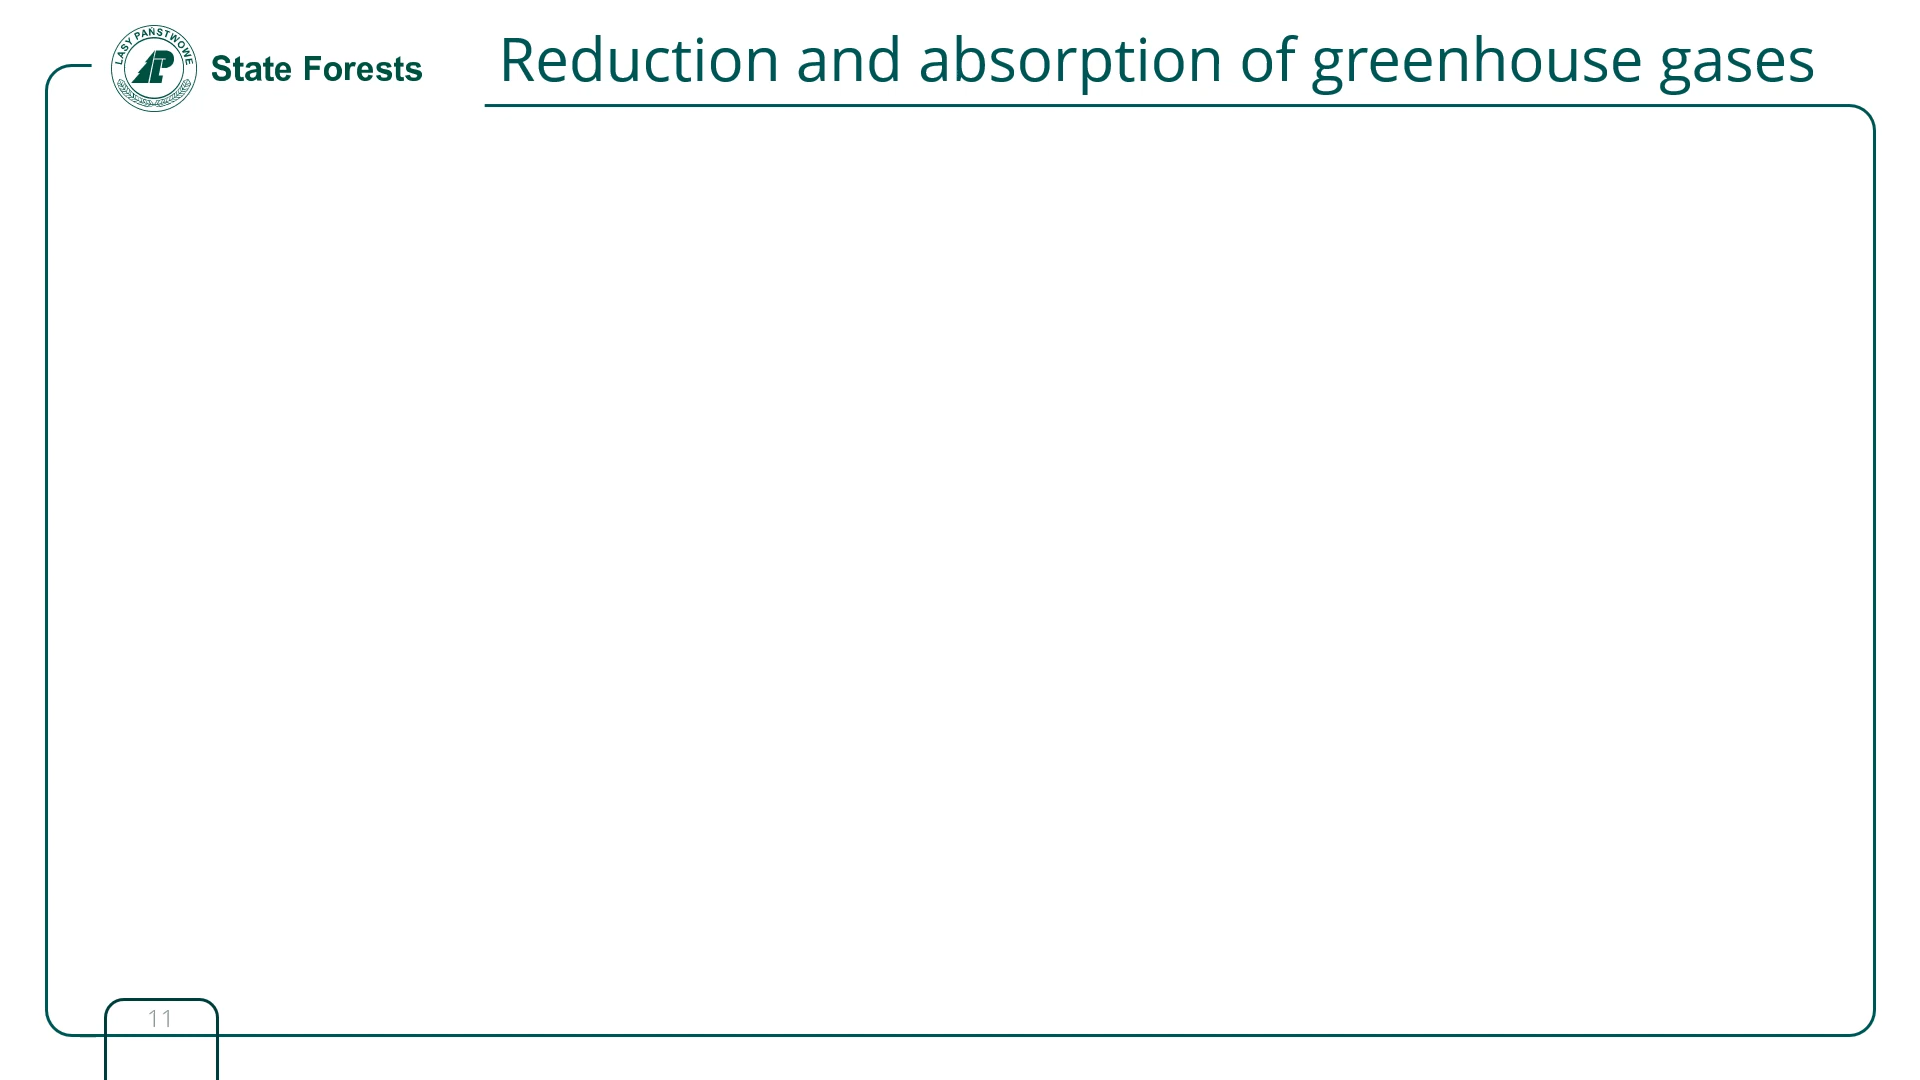 LASY PAŃSTWOWE
State Forests
Reduction and absorption of greenhouse gases
11